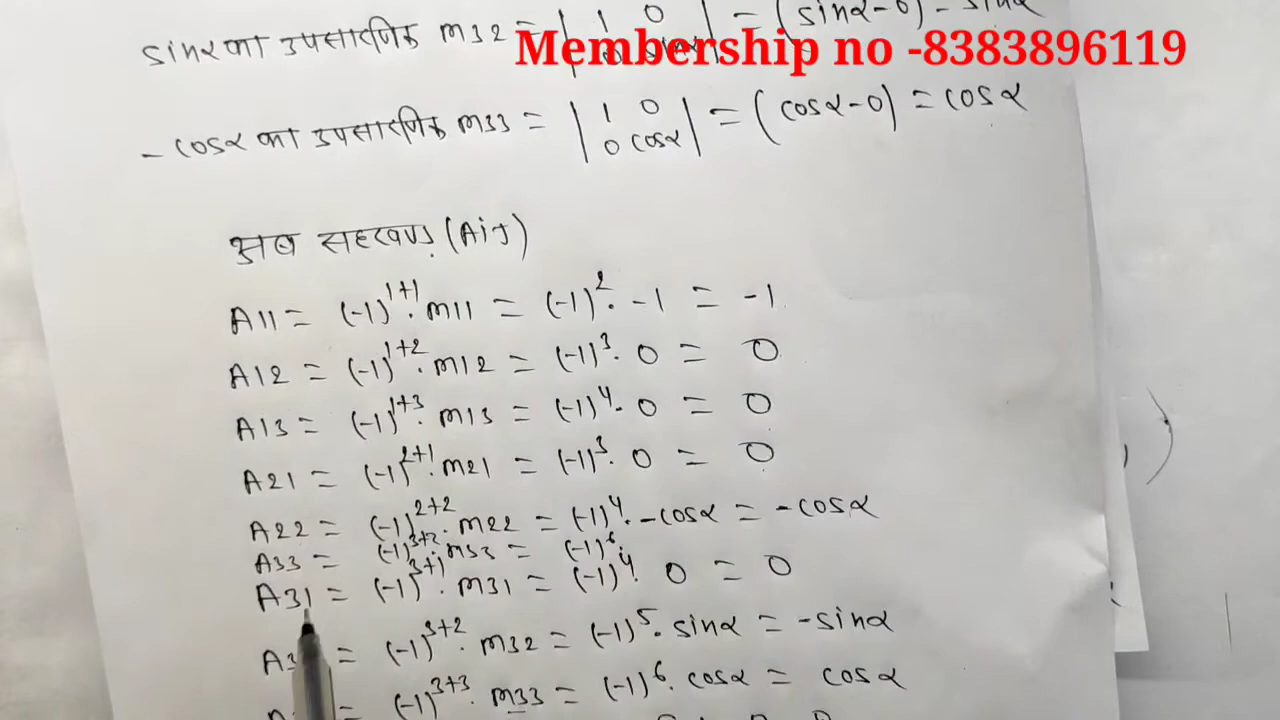 sinαका उपसारणिक m32 = | 1 0 | = (sinα-0) - sinα
Membership no -8383896119
- cosα का उपसारणिक m33 = | 1 0 0 cosα | = (cosα-0) = cosα
अब सहखण्ड (Aij)
A11 = (-1)^1+1 . m11 = (-1)^2 . -1 = -1
A12 = (-1)^1+2 . m12 = (-1)^3 . 0 = 0
A13 = (-1)^1+3 . m13 = (-1)^4 . 0 = 0
A21 = (-1)^2+1 . m21 = (-1)^3 . 0 = 0
A22 = (-1)^2+2 . m22 = (-1)^4 . -cosα = -cosα
A33 = (-1)^3+3 . m33 = (-1)^6 .
A31 = (-1)^3+1 . m31 = (-1)^4 0 = 0
= (-1)^3+2 . m32 = (-1)^5 . sinα = -sinα
= (-1)^3+3 . m33 = (-1)^6 . cosα = cosα